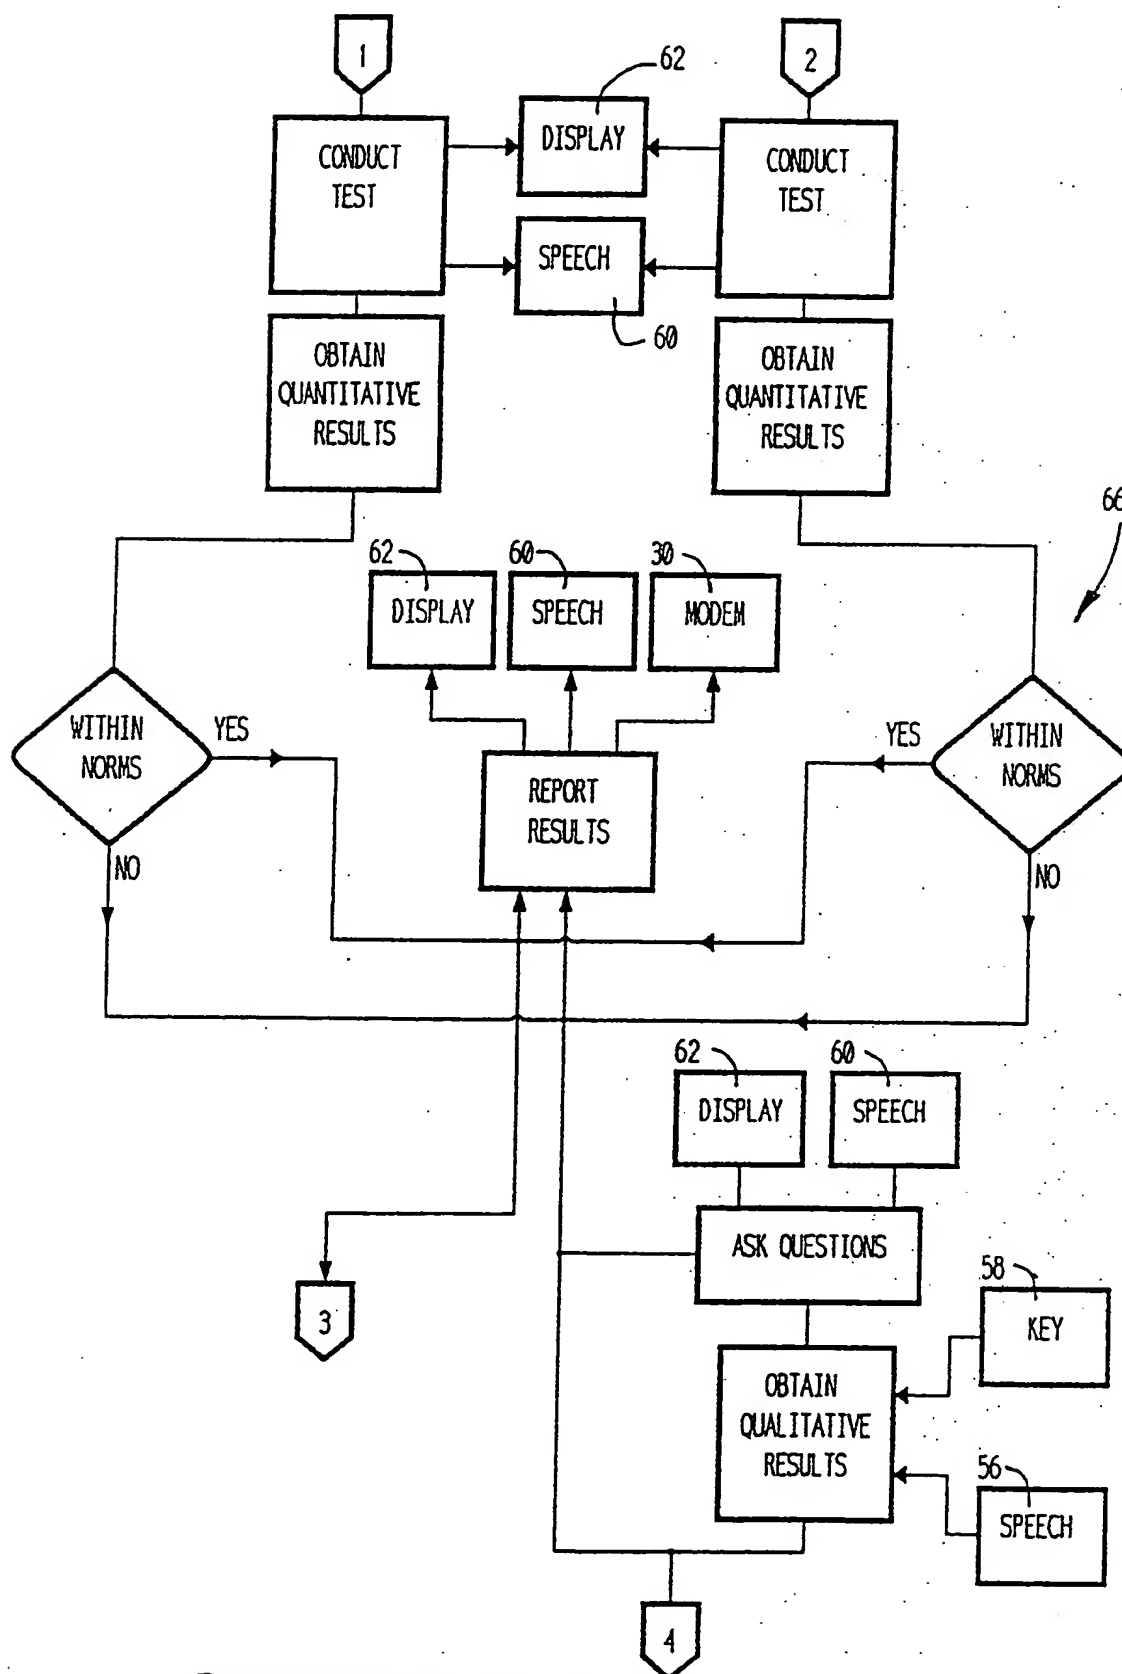 1
2
62
DISPLAY
CONDUCT
TEST
CONDUCT
TEST
SPEECH
60
OBTAIN
QUANTITATIVE
RESULTS
OBTAIN
QUANTITATIVE
RESULTS
66
62
60
30
DISPLAY
SPEECH
MODEM
WITHIN
NORMS
YES
YES
WITHIN
NORMS
REPORT
RESULTS
NO
NO
62
60
DISPLAY
SPEECH
ASK QUESTIONS
58
KEY
3
OBTAIN
QUALITATIVE
RESULTS
56
SPEECH
4